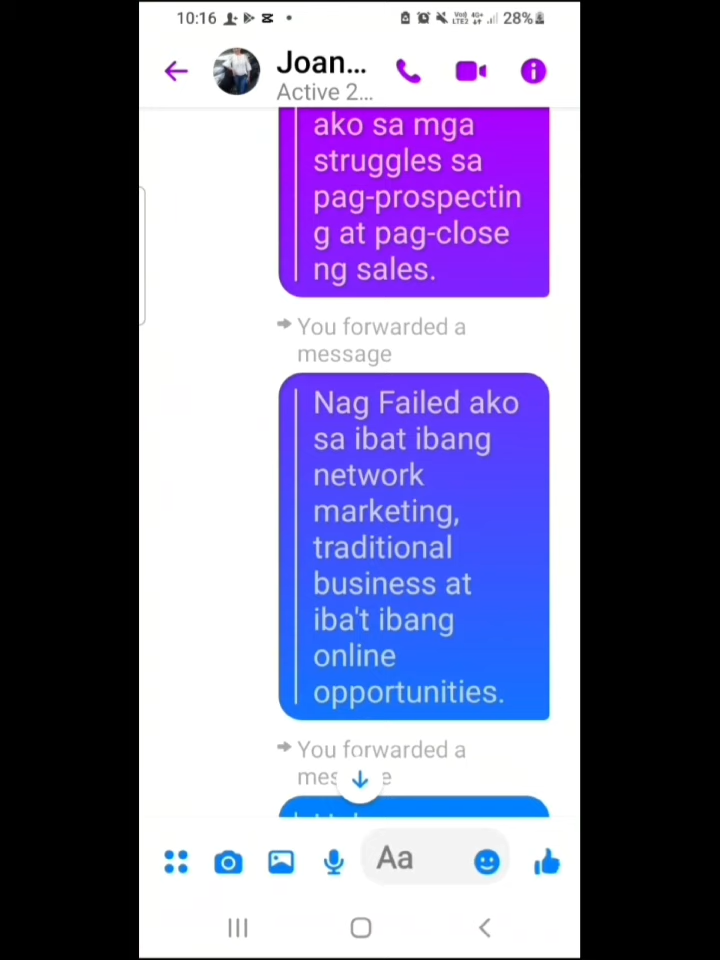 10:16
28%
Joan...
Active 2...
ako sa mga
struggles sa
pag-prospectin
g at pag-close
ng sales.
You forwarded a
message
Nag Failed ako
sa ibat ibang
network
marketing,
traditional
business at
iba't ibang
online
opportunities.
You forwarded a
Aa